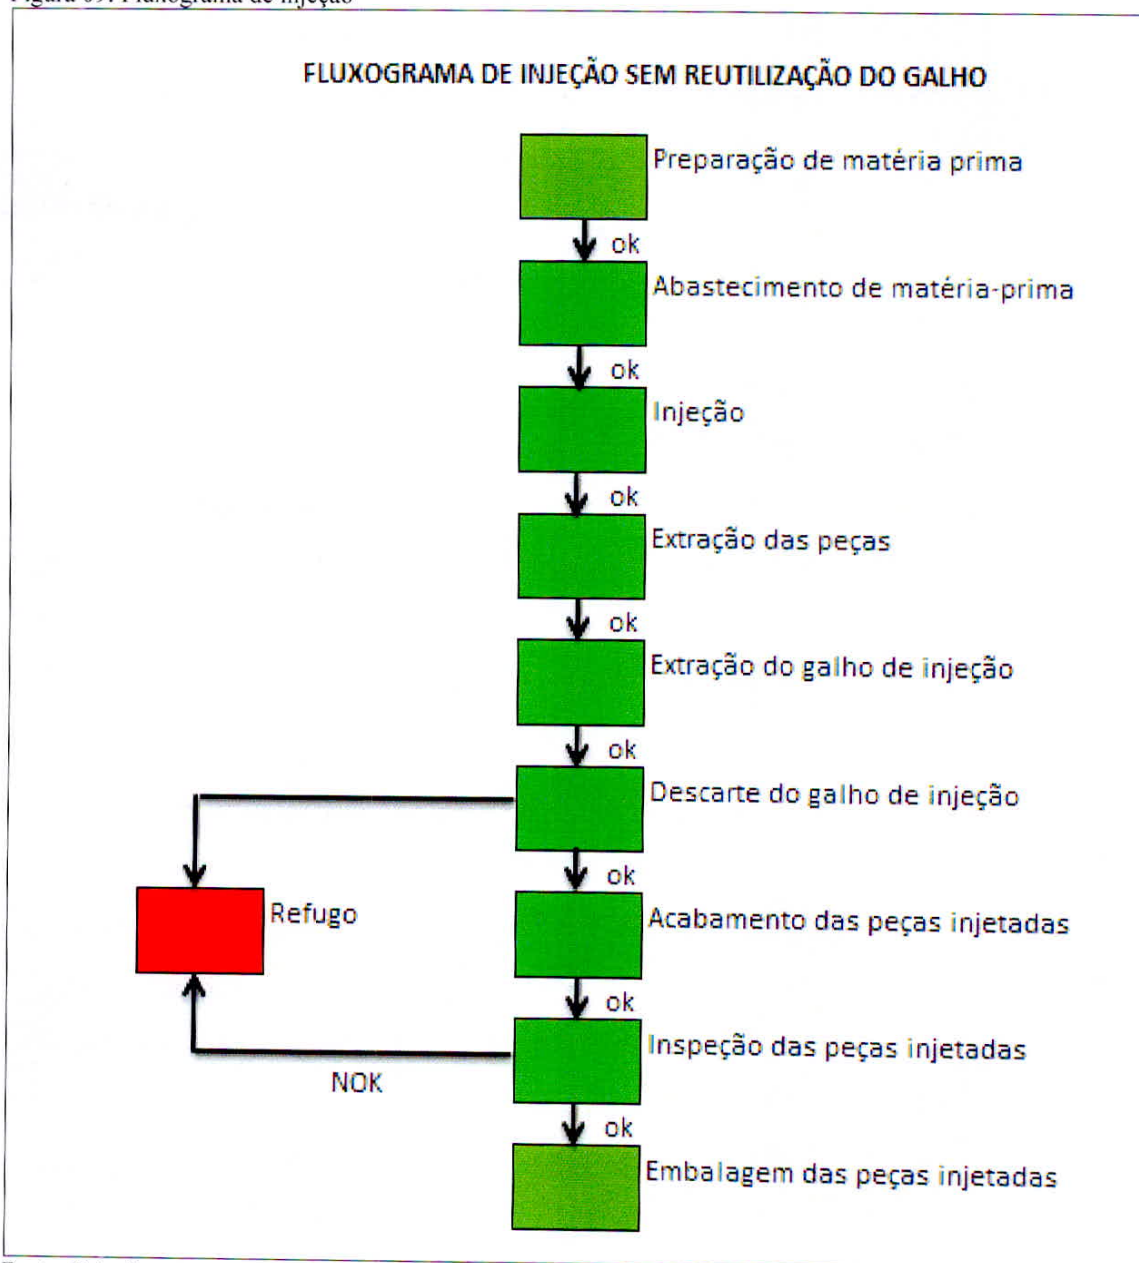 FLUXOGRAMA DE INJEÇÃO SEM REUTILIZAÇÃO DO GALHO
Preparação de matéria prima
ok
Abastecimento de matéria-prima
ok
Injeção
ok
Extração das peças
ok
Extração do galho de injeção
ok
Descarte do galho de injeção
ok
Refugo
Acabamento das peças injetadas
ok
Inspeção das peças injetadas
NOK
ok
Embalagem das peças injetadas